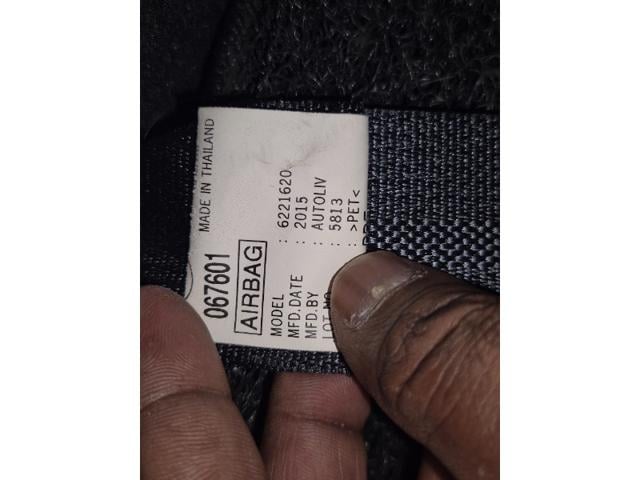 067601 MADE IN THAILAND
AIRBAG
MODEL : 6221620
MFD.DATE : 2015
MFD.BY : AUTOLIV
LOT NO : 5813
: >PET<